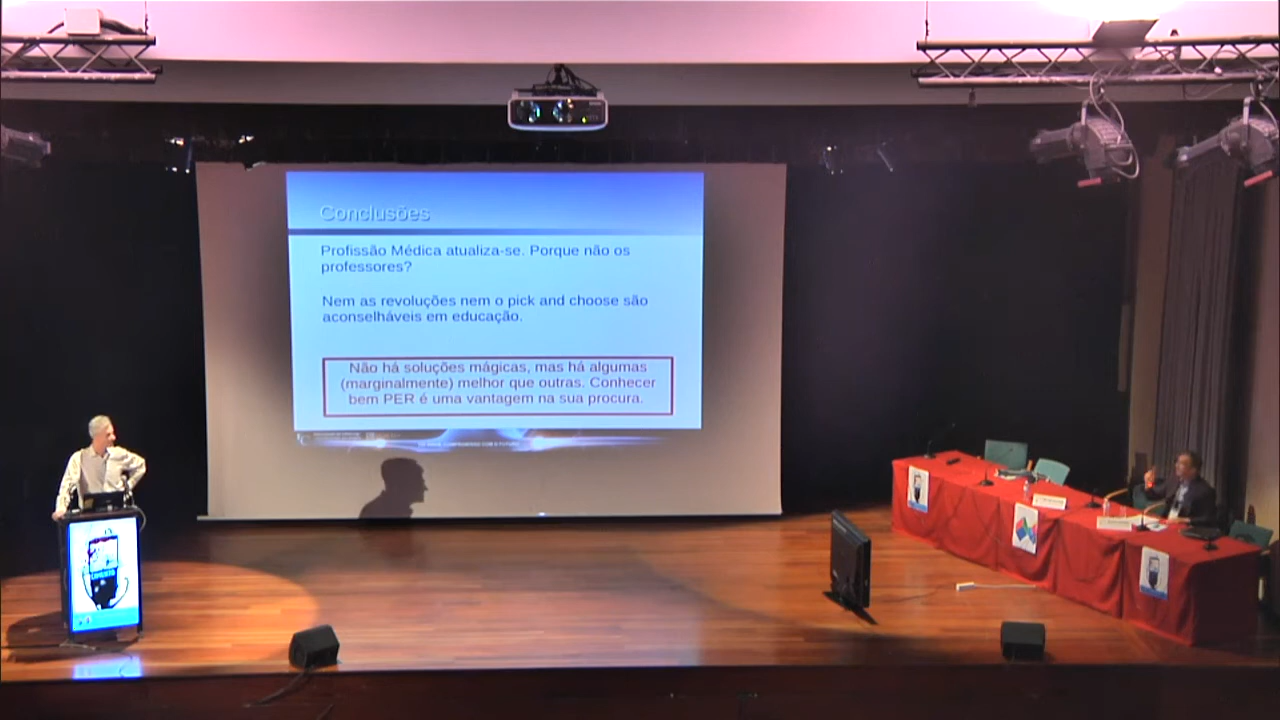 Conclusões
Profissão Médica atualiza-se. Porque não os
professores?
Nem as revoluções nem o pick and choose são
aconselháveis em educação.
Não há soluções mágicas, mas há algumas
(marginalmente) melhor que outras. Conhecer
bem PER é uma vantagem na sua procura.